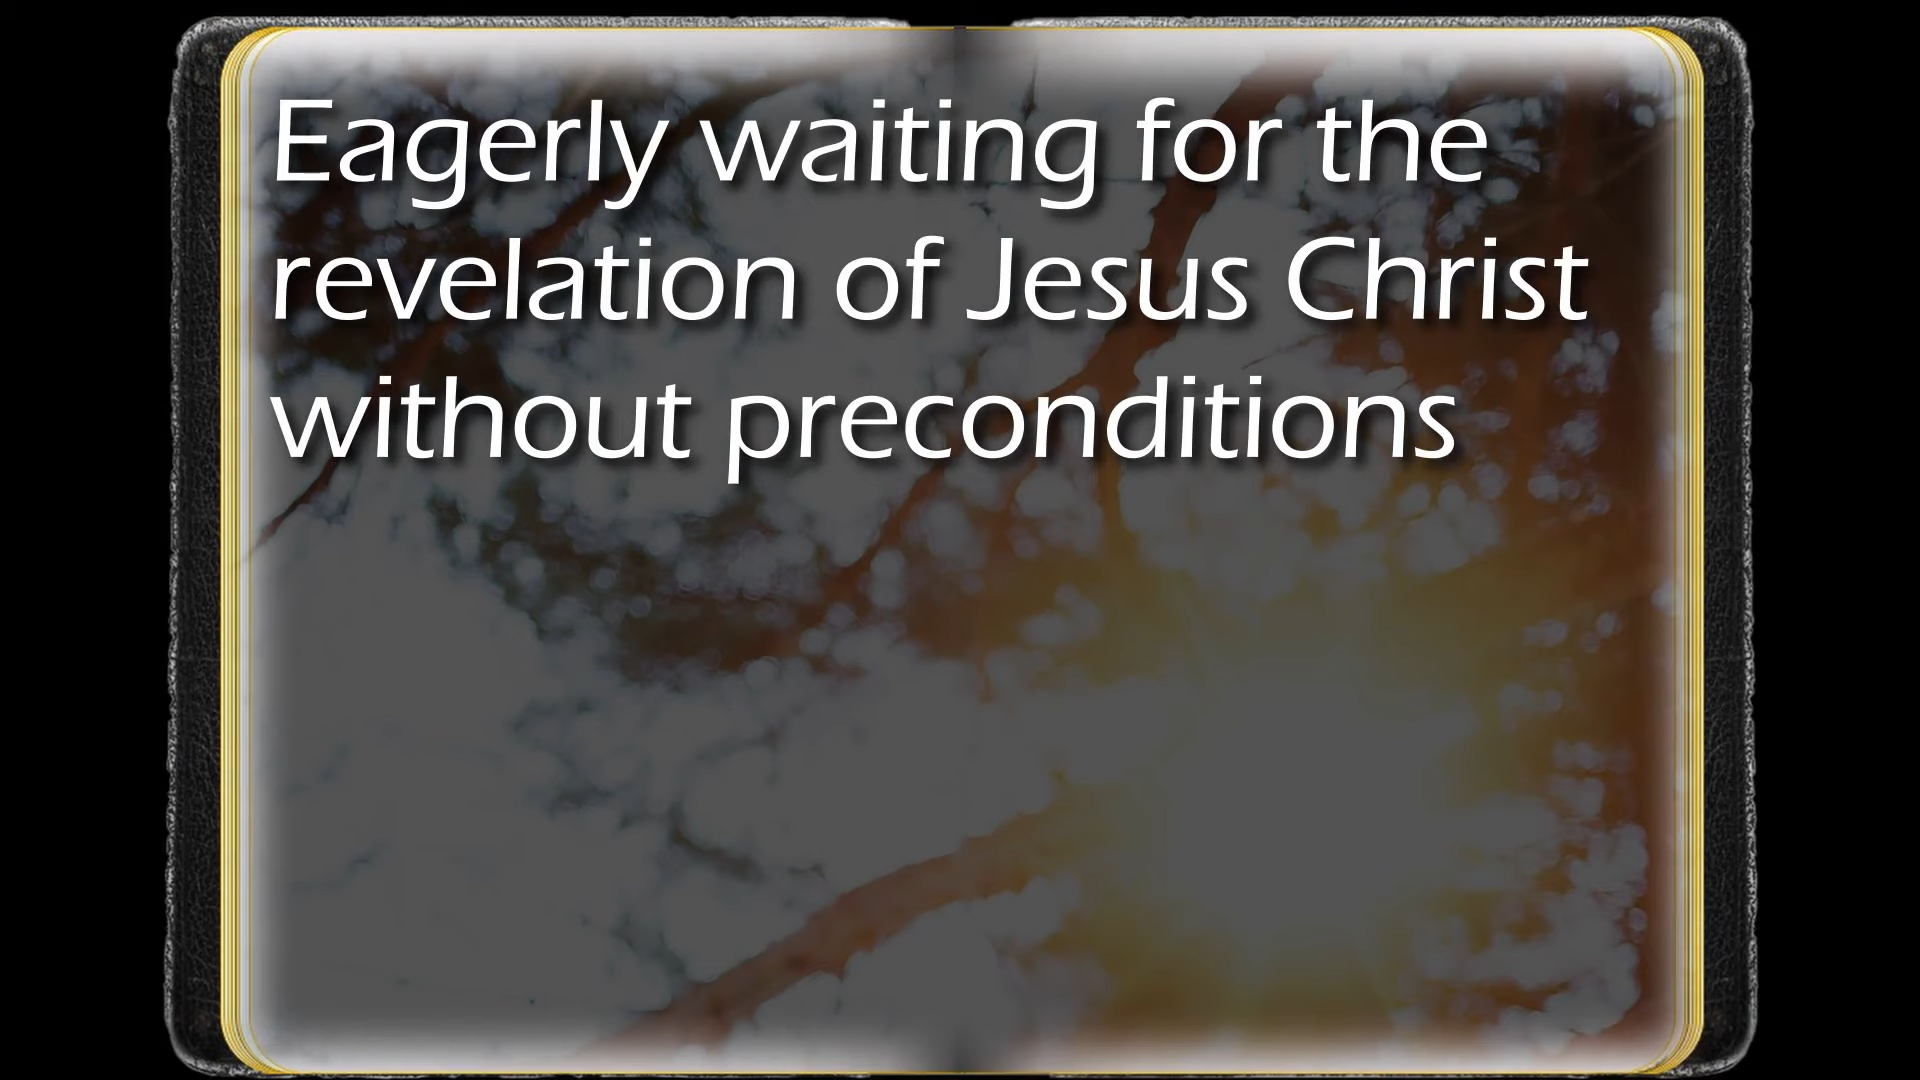 Eagerly waiting for the
revelation of Jesus Christ
without preconditions